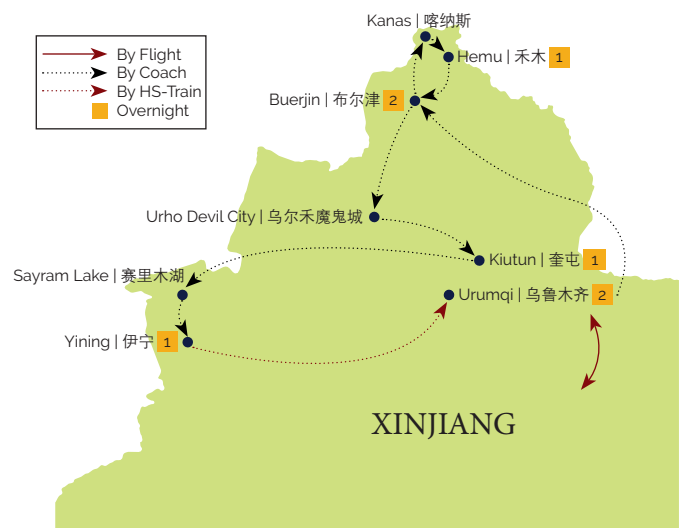 Kanas | 喀纳斯
By Flight
By Coach
By HS-Train
Overnight
Hemu | 禾木 1
Buerjin | 布尔津 2
Urho Devil City | 乌尔禾魔鬼城
Kiutun | 奎屯 1
Sayram Lake | 赛里木湖
Urumqi | 乌鲁木齐 2
Yining | 伊宁 1
XINJIANG